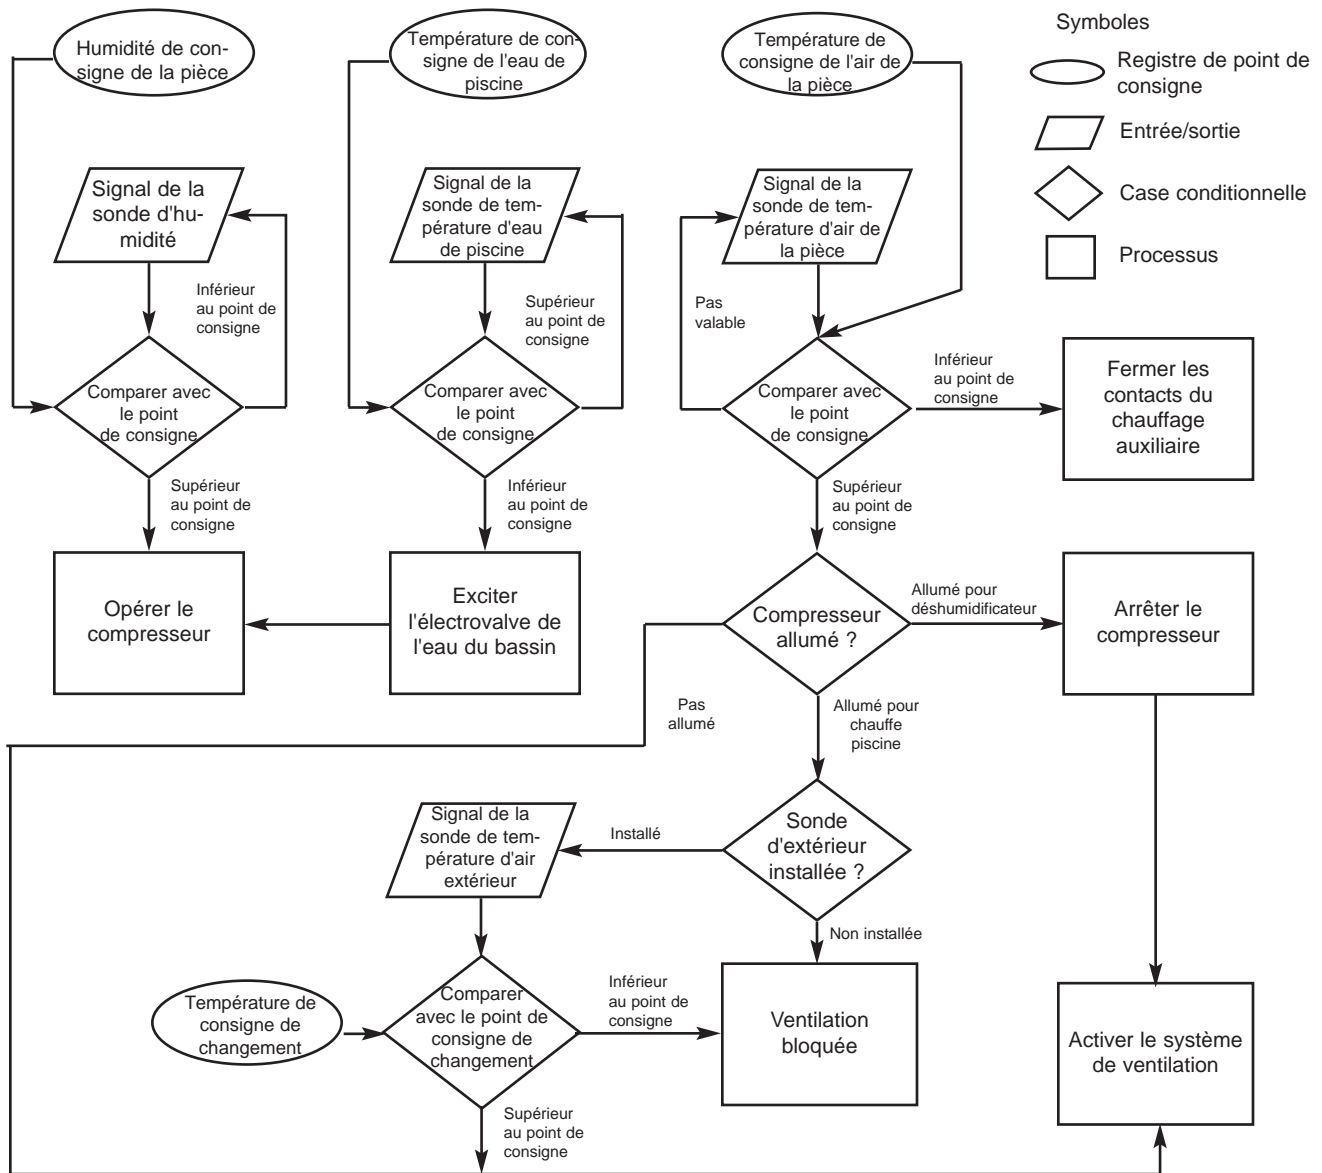 Humidité de con-
signe de la pièce
Température de con-
signe de l'eau de
piscine
Température de
consigne de l'air de
la pièce
Symboles
Registre de point de
consigne
Entrée/sortie
Case conditionnelle
Processus
Signal de la
sonde d'hu-
midité
Signal de la
sonde de tem-
pérature d'eau
de piscine
Signal de la
sonde de tem-
pérature d'air de
la pièce
Inférieur
au point de
consigne
Supérieur
au point de
consigne
Pas
valable
Comparer avec
le point
de consigne
Comparer avec
le point
de consigne
Comparer avec
le point
de consigne
Inférieur
au point de
consigne
Fermer les
contacts du
chauffage
auxiliaire
Supérieur
au point de
consigne
Inférieur
au point de
consigne
Supérieur
au point de
consigne
Opérer le
compresseur
Exciter
l'électrovalve de
l'eau du bassin
Compresseur
allumé ?
Allumé pour
déshumidificateur
Arrêter le
compresseur
Pas
allumé
Allumé pour
chauffe
piscine
Signal de la
sonde de tem-
pérature d'air
extérieur
Installé
Sonde
d'extérieur
installée ?
Non installée
Température de
consigne de
changement
Comparer
avec le point de
consigne de
changement
Inférieur
au point de
consigne
Ventilation
bloquée
Activer le système
de ventilation
Supérieur
au point de
consigne